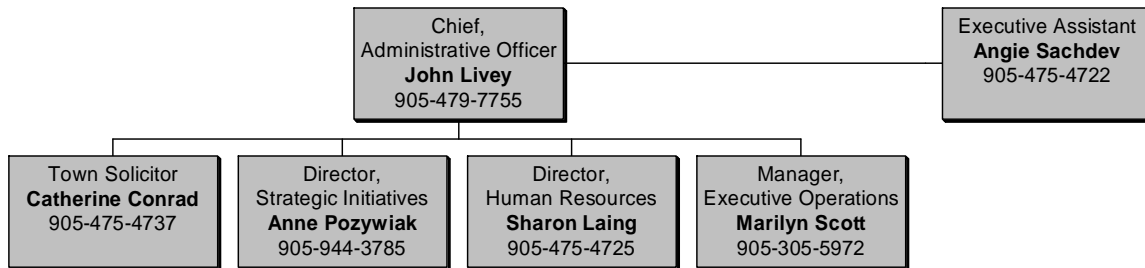 Chief,
Administrative Officer
John Livey
905-479-7755
Executive Assistant
Angie Sachdev
905-475-4722
Town Solicitor
Catherine Conrad
905-475-4737
Director,
Strategic Initiatives
Anne Pozywiak
905-944-3785
Director,
Human Resources
Sharon Laing
905-475-4725
Manager,
Executive Operations
Marilyn Scott
905-305-5972